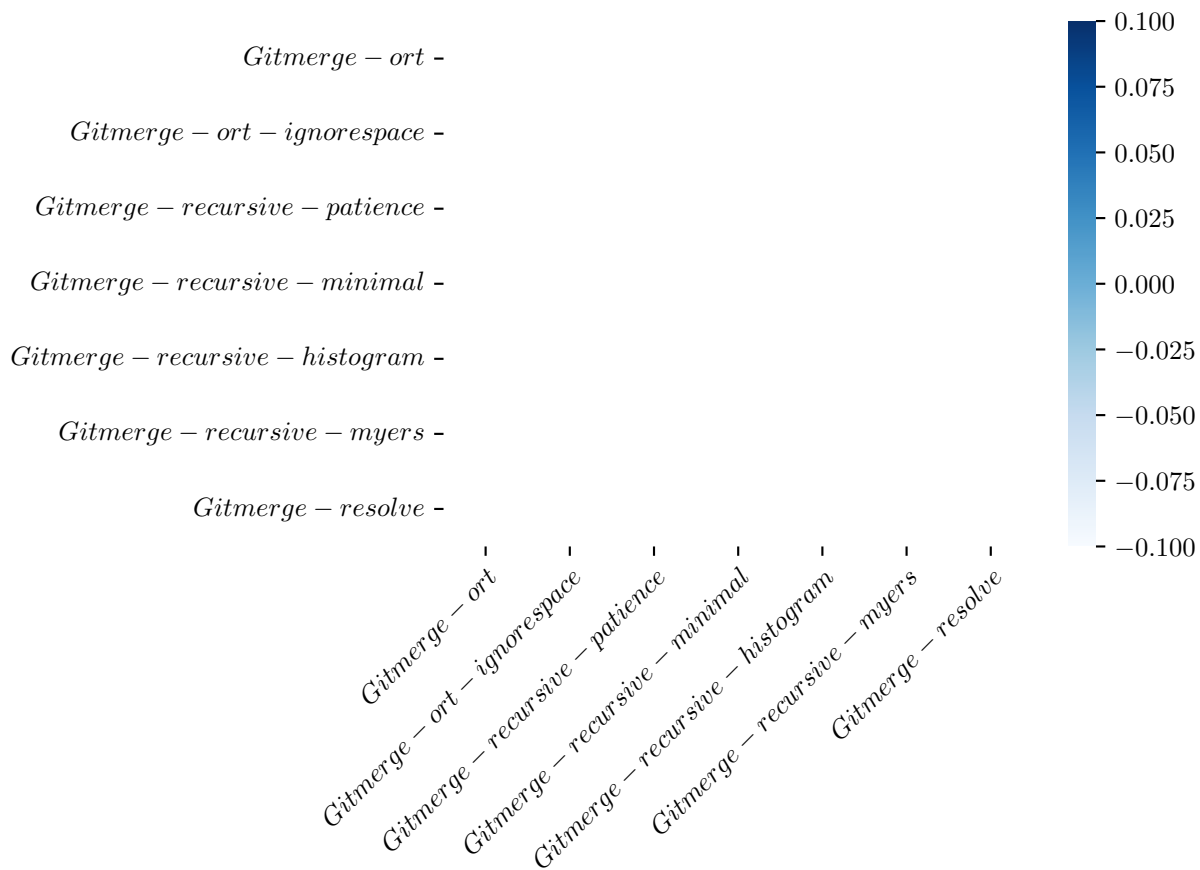 Gitmerge − ort
Gitmerge − ort − ignorespace
Gitmerge − recursive − patience
Gitmerge − recursive − minimal
Gitmerge − recursive − histogram
Gitmerge − recursive − myers
Gitmerge − resolve
Gitmerge − ort
Gitmerge − ort − ignorespace
Gitmerge − recursive − patience
Gitmerge − recursive − minimal
Gitmerge − recursive − histogram
Gitmerge − recursive − myers
Gitmerge − resolve
0.100
0.075
0.050
0.025
0.000
−0.025
−0.050
−0.075
−0.100